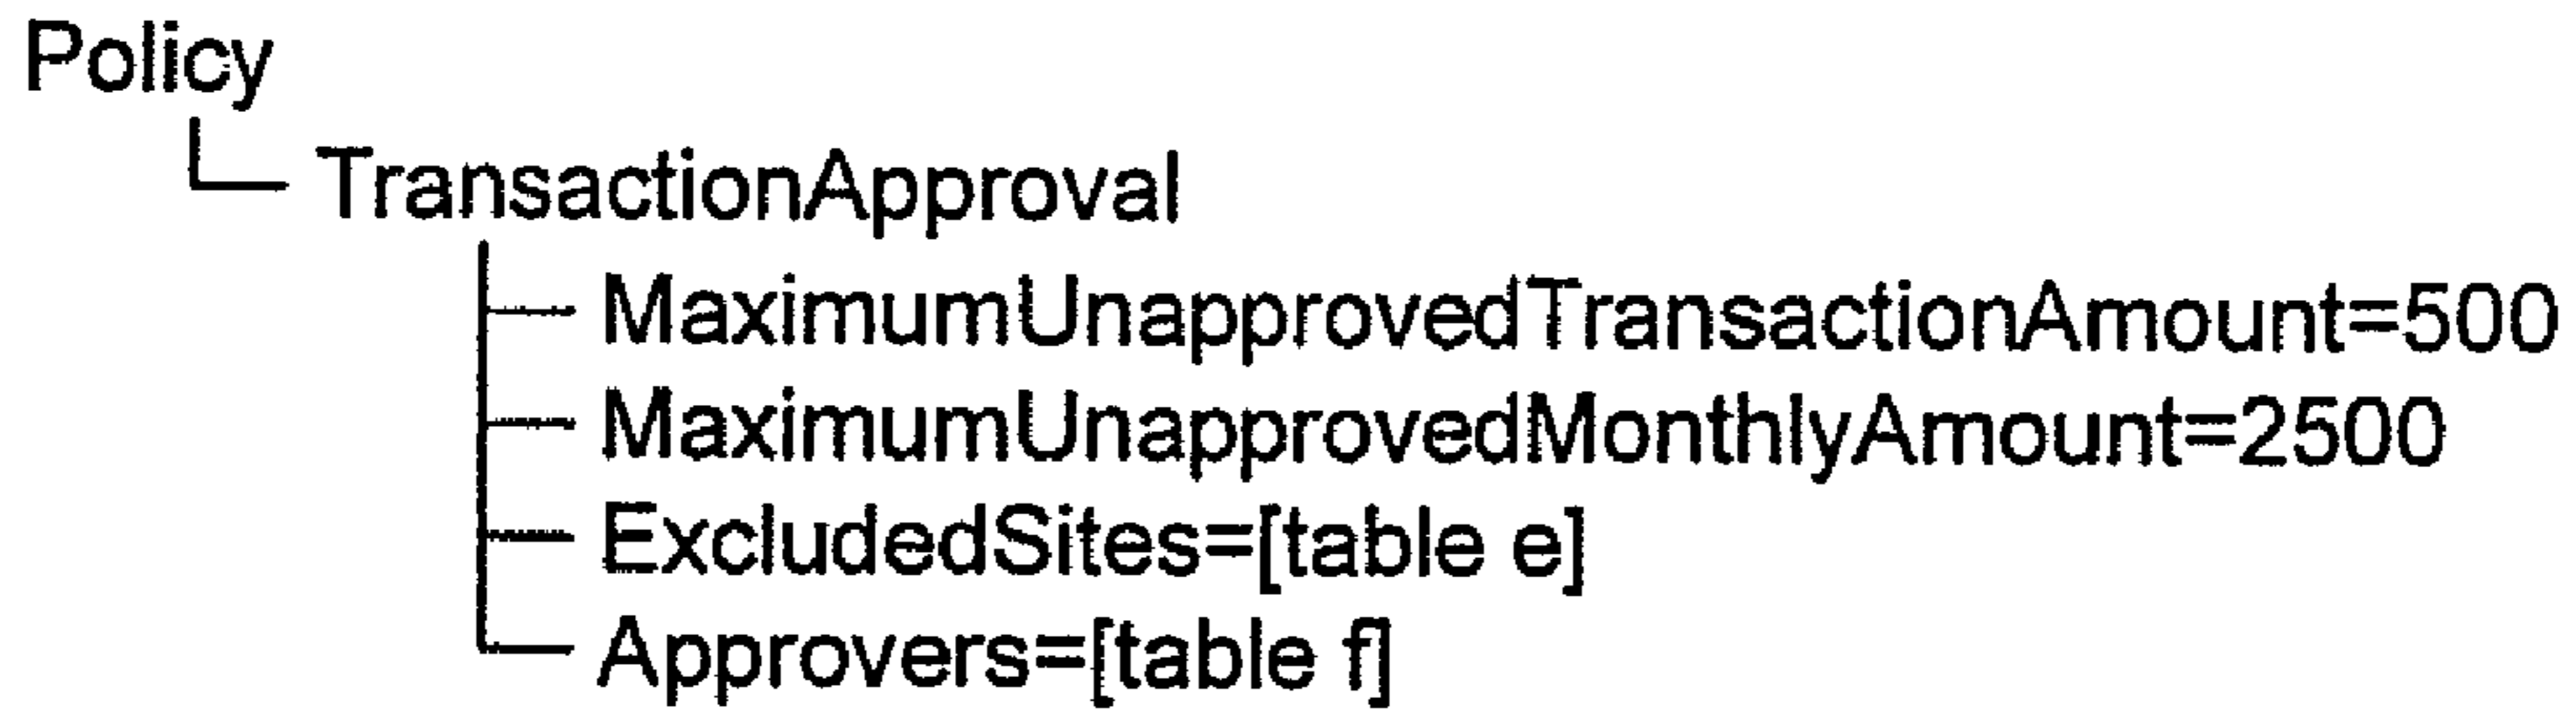 Policy
TransactionApproval
MaximumUnapprovedTransactionAmount=500
MaximumUnapprovedMonthlyAmount=2500
ExcludedSites=[table e]
Approvers=[table f]